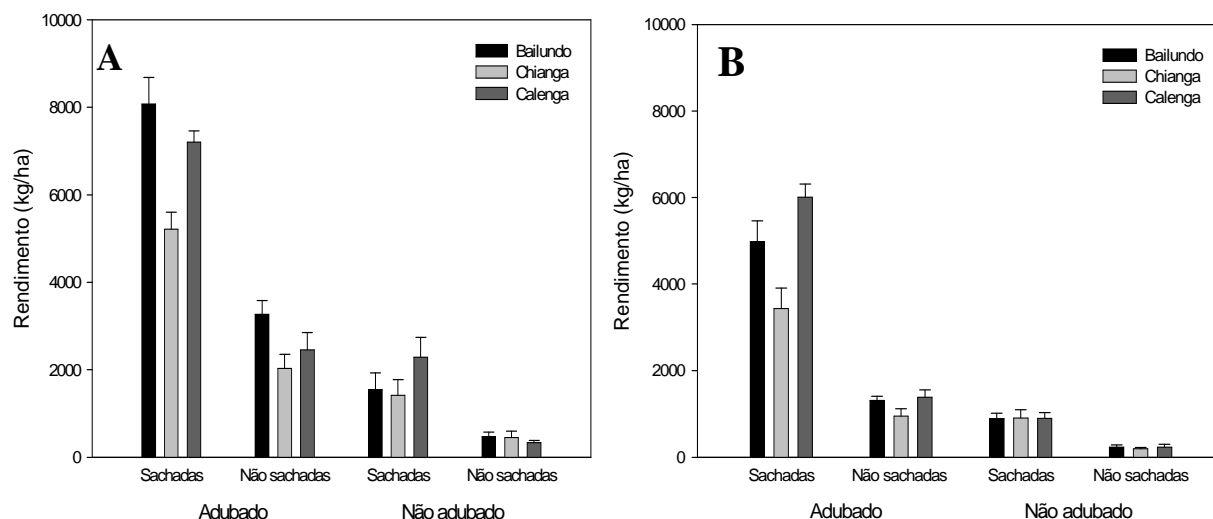 A
Rendimento (kg/ha)
10000
8000
6000
4000
2000
0
Bailundo
Chianga
Calenga
Sachadas Não sachadas Sachadas Não sachadas
Adubado Não adubado
B
Rendimento (kg/ha)
10000
8000
6000
4000
2000
0
Bailundo
Chianga
Calenga
Sachadas Não sachadas Sachadas Não sachadas
Adubado Não adubado